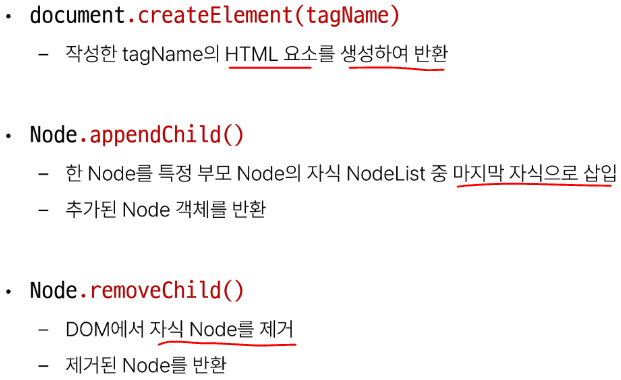 • document.createElement(tagName)
– 작성한 tagName의 HTML 요소를 생성하여 반환
• Node.appendChild()
– 한 Node를 특정 부모 Node의 자식 NodeList 중 마지막 자식으로 삽입
– 추가된 Node 객체를 반환
• Node.removeChild()
– DOM에서 자식 Node를 제거
– 제거된 Node를 반환